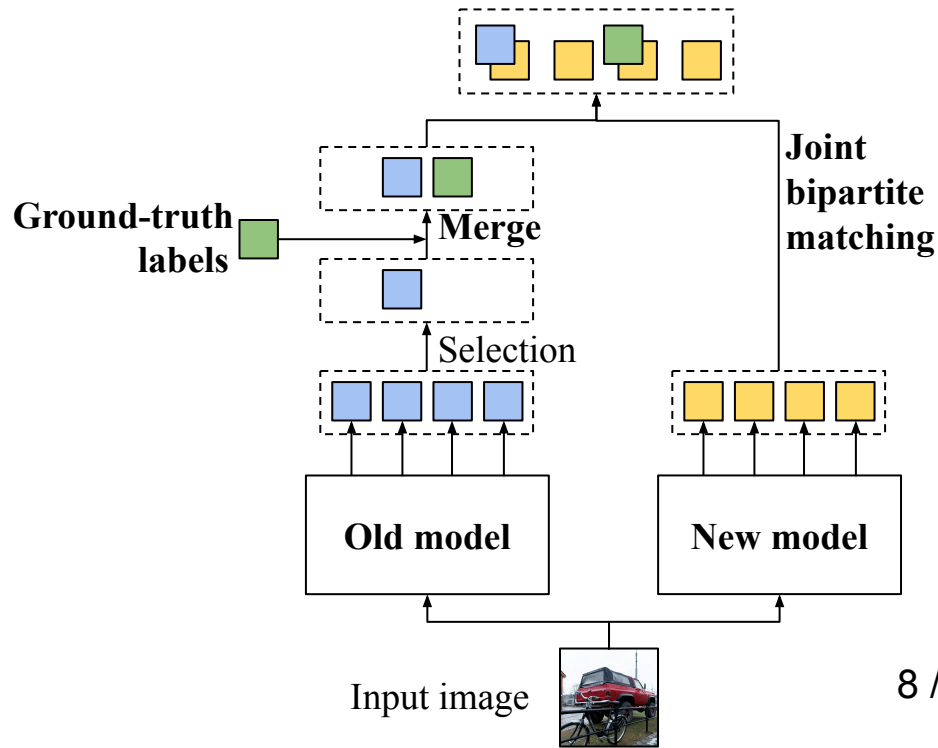 Joint
bipartite
matching
Ground-truth
labels
Merge
Selection
Old model
New model
Input image
8 /